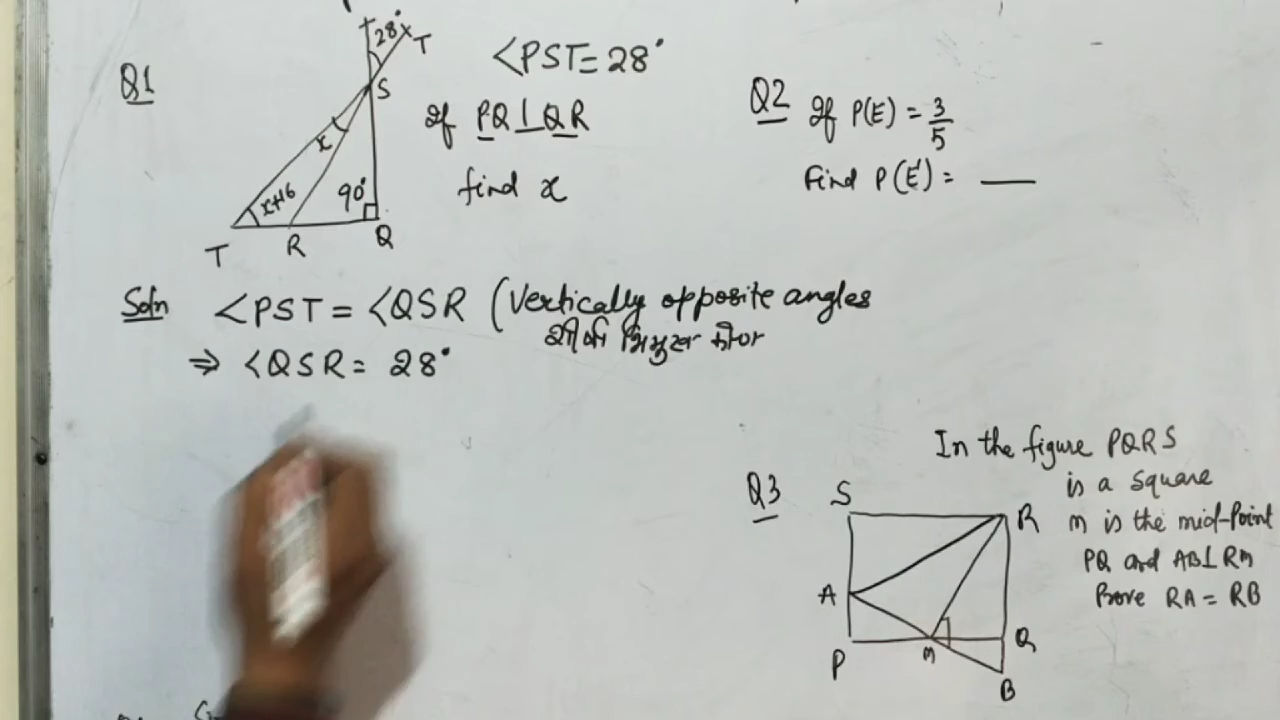 Q1
28°
T
S
x
x+16
90°
T
R
Q
<PST=28°
If PQ⊥QR
find x
Q2 If P(E) = 3/5
Find P(E') = ___
Soln <PST = <QSR (Vertically opposite angles
⇒ <QSR = 28°
Q3
In the figure PQRS
is a square
M is the mid-point
PQ and AB⊥RM
Prove RA = RB
S
R
A
P
M
Q
B